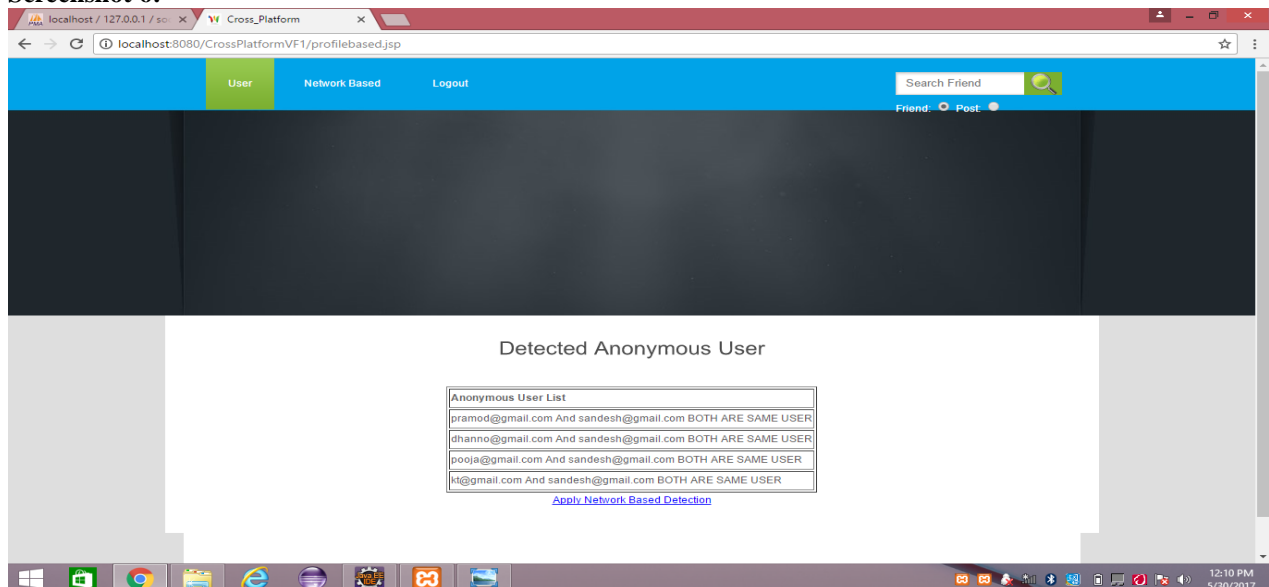 localhost / 127.0.0.1 / so
Cross_Platform
localhost:8080/CrossPlatformVF1/profilebased.jsp
User Network Based Logout
Search Friend
Friend: Post:
Detected Anonymous User
Anonymous User List
pramod@gmail.com And sandesh@gmail.com BOTH ARE SAME USER
dhanno@gmail.com And sandesh@gmail.com BOTH ARE SAME USER
pooja@gmail.com And sandesh@gmail.com BOTH ARE SAME USER
kt@gmail.com And sandesh@gmail.com BOTH ARE SAME USER
Apply Network Based Detection
12:10 PM
5/30/2017